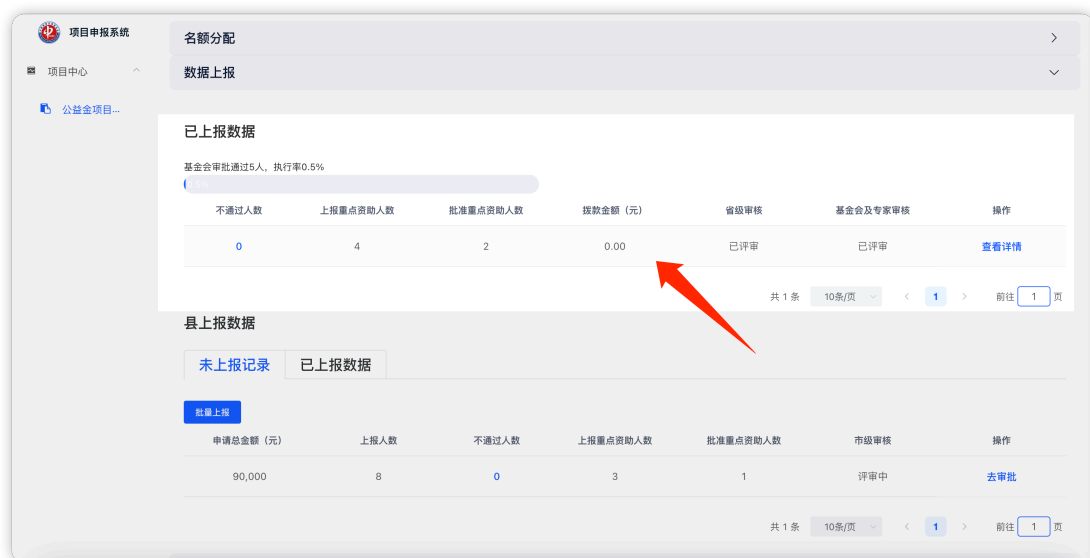 项目申报系统
名额分配
项目中心
数据上报
公益金项目...
已上报数据
基金会审批通过5人，执行率0.5%
0.5%
不通过人数 上报重点资助人数 批准重点资助人数 拨款金额（元） 省级审核 基金会及专家审核 操作
0 4 2 0.00 已评审 已评审 查看详情
共 1 条 10条/页 1 前往 1 页
县上报数据
未上报记录 已上报数据
批量上报
申请总金额（元） 上报人数 不通过人数 上报重点资助人数 批准重点资助人数 市级审核 操作
90,000 8 0 3 1 评审中 去审批
共 1 条 10条/页 1 前往 1 页